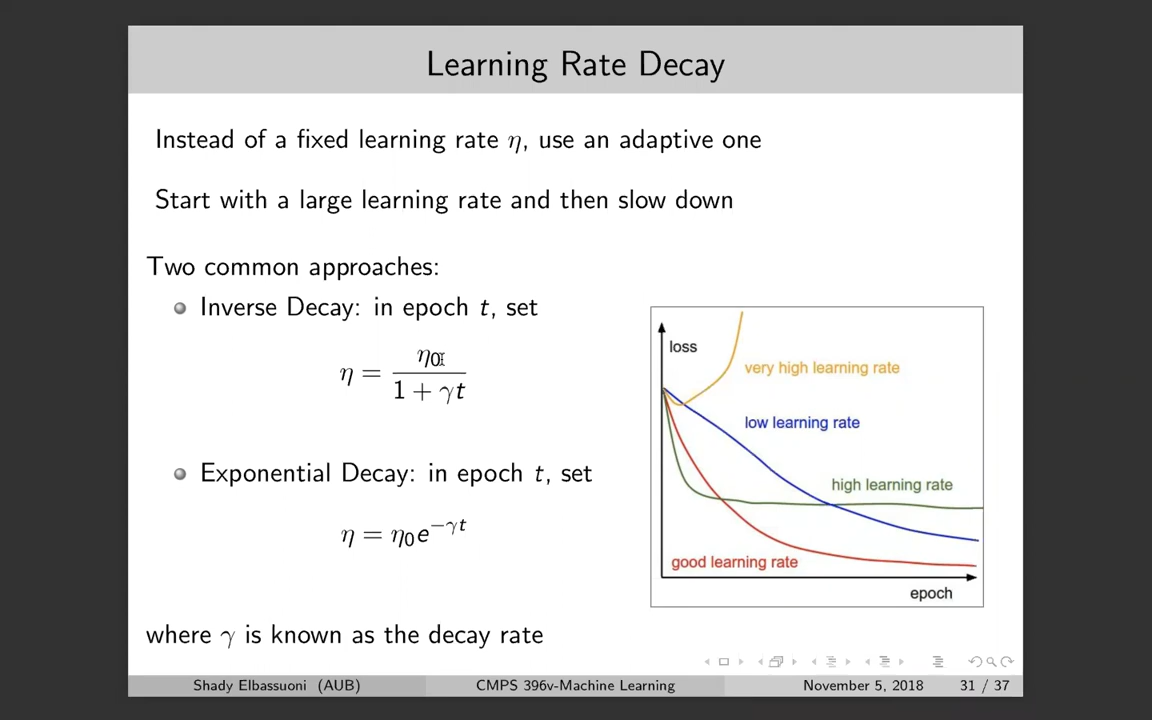 Learning Rate Decay
Instead of a fixed learning rate η, use an adaptive one
Start with a large learning rate and then slow down
Two common approaches:
Inverse Decay: in epoch t, set
η = η₀ / (1 + γt)
Exponential Decay: in epoch t, set
η = η₀e^{−γt}
where γ is known as the decay rate
loss
very high learning rate
low learning rate
high learning rate
good learning rate
epoch
Shady Elbassuoni (AUB) CMPS 396v-Machine Learning November 5, 2018 31 / 37